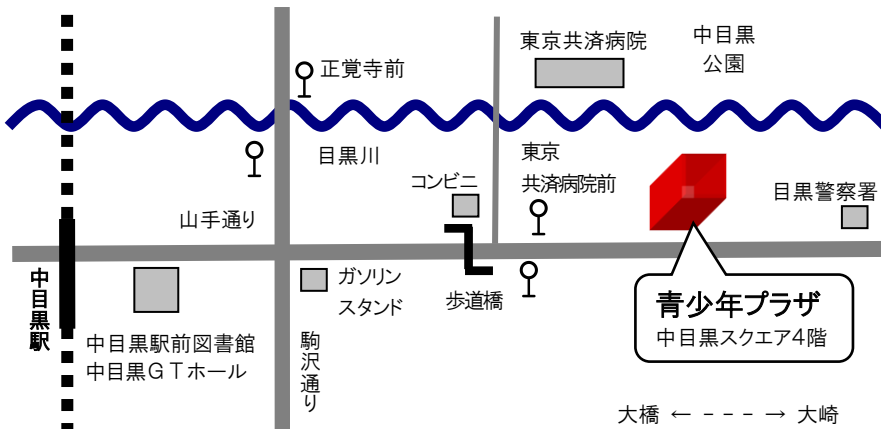 東京共済病院
中目黒
公園
正覚寺前
目黒川
東京
共済病院前
コンビニ
目黒警察署
山手通り
中目黒駅
ガソリン
スタンド
歩道橋
青少年プラザ
中目黒スクエア4階
中目黒駅前図書館
中目黒GTホール
駒沢通り
大橋 ← - - - → 大崎